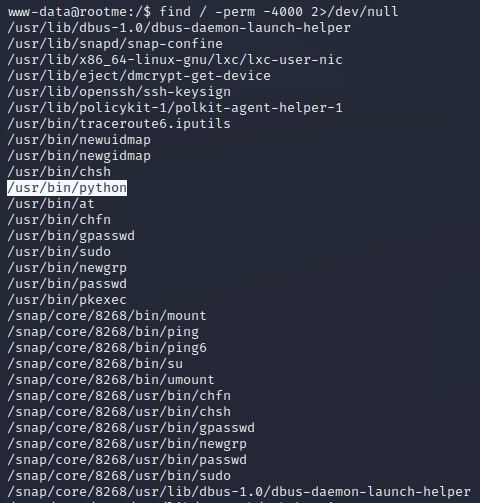 www-data@rootme:/$ find / -perm -4000 2>/dev/null
/usr/lib/dbus-1.0/dbus-daemon-launch-helper
/usr/lib/snapd/snap-confine
/usr/lib/x86_64-linux-gnu/lxc/lxc-user-nic
/usr/lib/eject/dmcrypt-get-device
/usr/lib/openssh/ssh-keysign
/usr/lib/policykit-1/polkit-agent-helper-1
/usr/bin/traceroute6.iputils
/usr/bin/newuidmap
/usr/bin/newgidmap
/usr/bin/chsh
/usr/bin/python
/usr/bin/at
/usr/bin/chfn
/usr/bin/gpasswd
/usr/bin/sudo
/usr/bin/newgrp
/usr/bin/passwd
/usr/bin/pkexec
/snap/core/8268/bin/mount
/snap/core/8268/bin/ping
/snap/core/8268/bin/ping6
/snap/core/8268/bin/su
/snap/core/8268/bin/umount
/snap/core/8268/usr/bin/chfn
/snap/core/8268/usr/bin/chsh
/snap/core/8268/usr/bin/gpasswd
/snap/core/8268/usr/bin/newgrp
/snap/core/8268/usr/bin/passwd
/snap/core/8268/usr/bin/sudo
/snap/core/8268/usr/lib/dbus-1.0/dbus-daemon-launch-helper